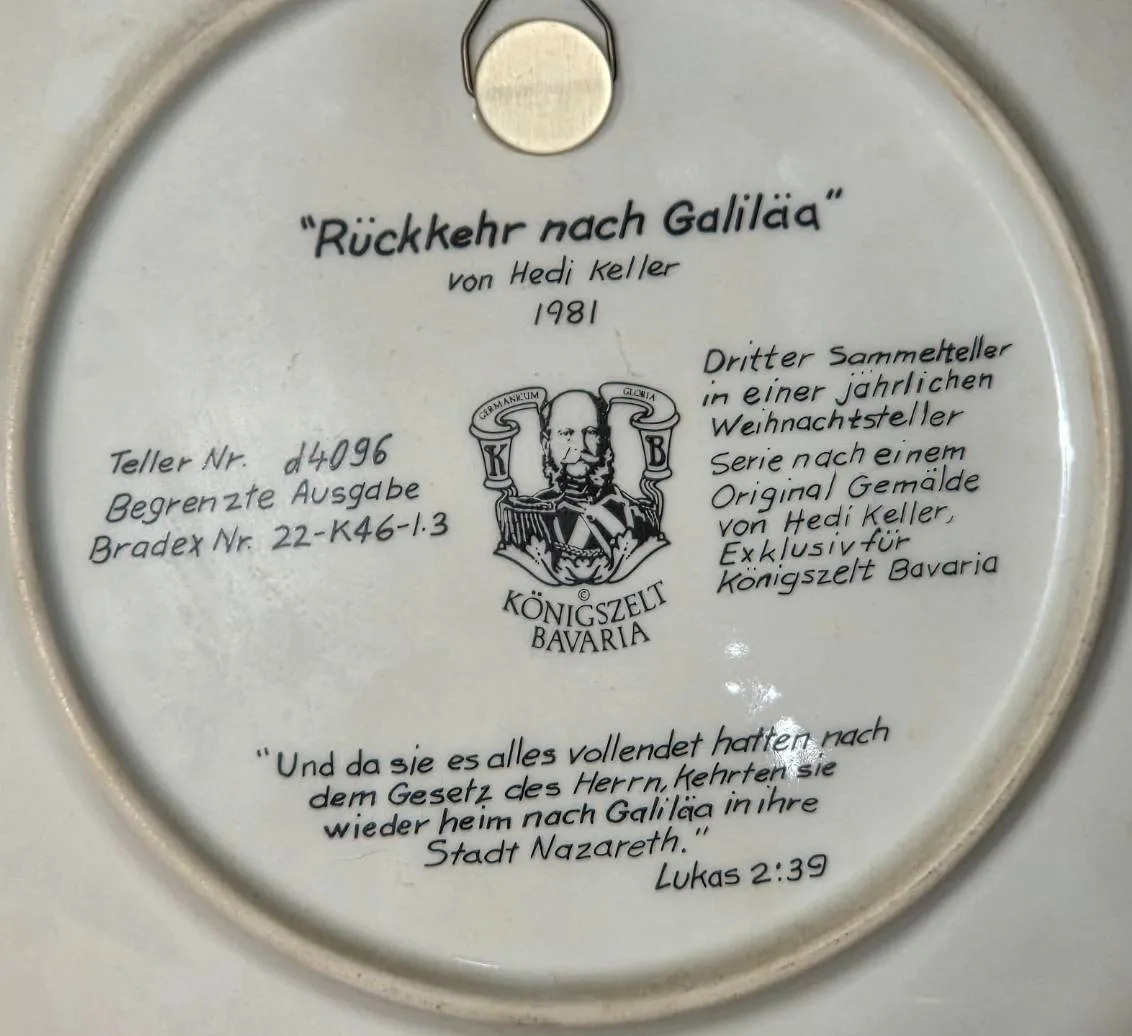 "Rückkehr nach Galiläa"
von Hedi Keller
1981
Teller Nr. d4096
Begrenzte Ausgabe
Bradex Nr. 22-K46-1.3
GERMANICUM GLORIA
K B
©
KÖNIGSZELT
BAVARIA
Dritter Sammelteller
in einer jährlichen
Weihnachtsteller
Serie nach einem
Original Gemälde
von Hedi Keller,
Exklusiv für
Königszelt Bavaria
"Und da sie es alles vollendet hatten nach
dem Gesetz des Herrn, kehrten sie
wieder heim nach Galiläa in ihre
Stadt Nazareth."
Lukas 2:39